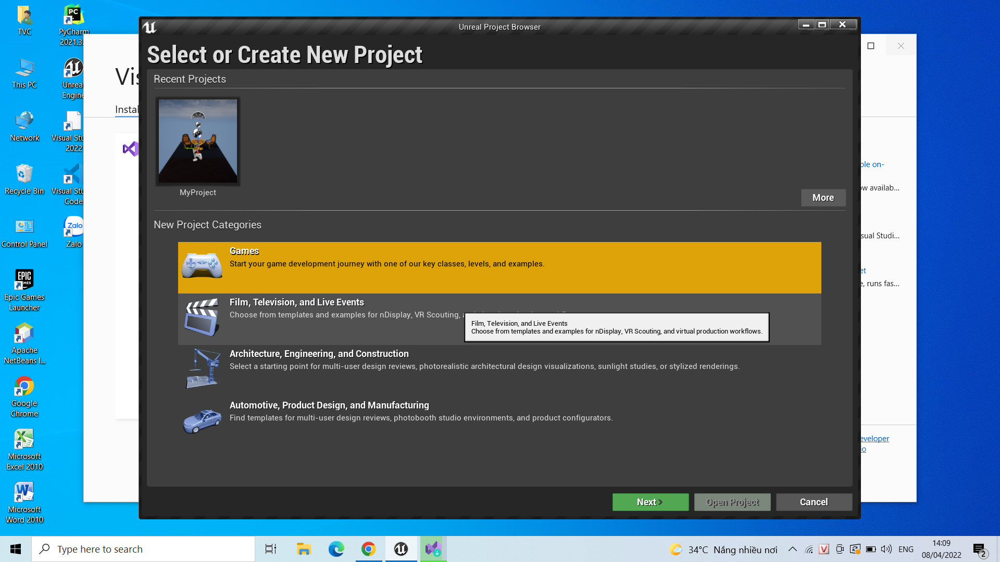 TVC
PyCharm
2021.3.
This PC
Unreal
Engine
Network
Visual Stu
2022
Recycle Bin
Visual Stu
Code
Control Panel
Zalo
Zalo
EPIC
GAMES
Epic Games
Launcher
Apache
NetBeans I...
Google
Chrome
Microsoft
Excel 2010
Microsoft
Word 2010
Vis
Instal
Unreal Project Browser
Select or Create New Project
Recent Projects
MyProject
More
New Project Categories
Games
Start your game development journey with one of our key classes, levels, and examples.
Film, Television, and Live Events
Choose from templates and examples for nDisplay, VR Scouting,
Film, Television, and Live Events
Choose from templates and examples for nDisplay, VR Scouting, and virtual production workflows.
Architecture, Engineering, and Construction
Select a starting point for multi-user design reviews, photorealistic architectural design visualizations, sunlight studies, or stylized renderings.
Automotive, Product Design, and Manufacturing
Find templates for multi-user design reviews, photobooth studio environments, and product configurators.
Next >
Open Project
Cancel
ble on-
ow availab...
sual Studi...
et
e, runs fas...
eveloper
io
Type here to search
34°C Nắng nhiều nơi
ENG
14:09
08/04/2022
2